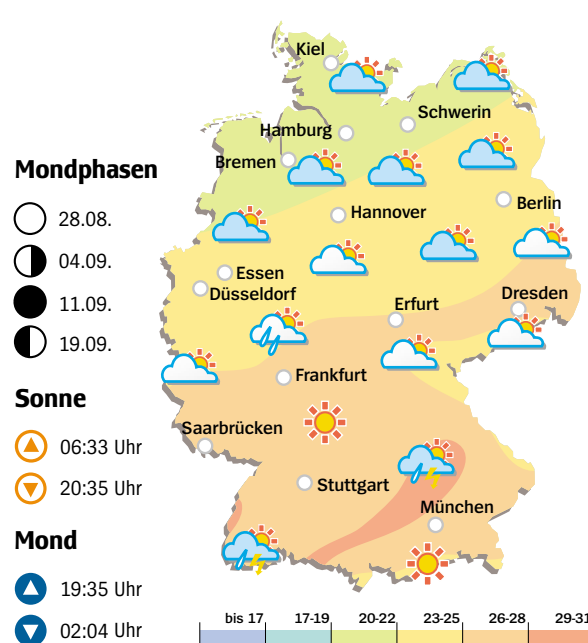 Mondphasen
28.08.
04.09.
11.09.
19.09.
Sonne
06:33 Uhr
20:35 Uhr
Mond
19:35 Uhr
02:04 Uhr
Kiel
Schwerin
Hamburg
Bremen
Berlin
Hannover
Essen
Düsseldorf
Erfurt
Dresden
Frankfurt
Saarbrücken
Stuttgart
München
bis 17 17-19 20-22 23-25 26-28 29-31